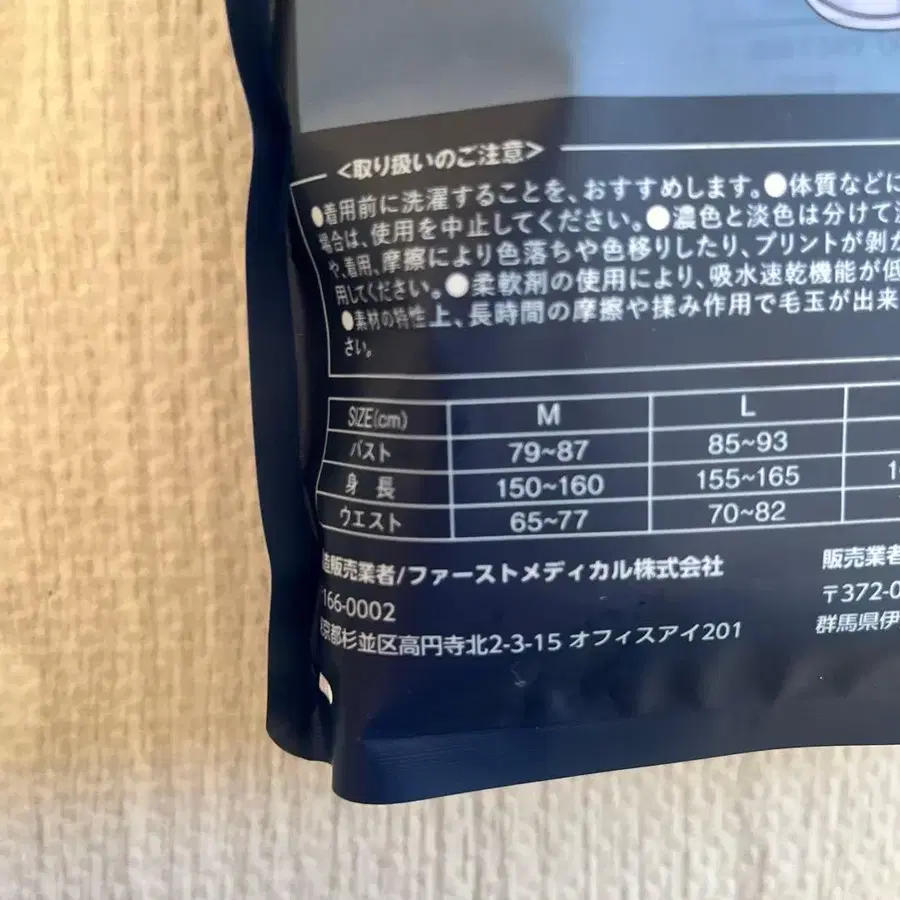 <取り扱いのご注意>
●着用前に洗濯することを、おすすめします。●体質などに
場合は、使用を中止してください。●濃色と淡色は分けて
や、着用、摩擦により色落ちや色移りしたり、プリントが剥が
用してください。●柔軟剤の使用により、吸水速乾機能が低
●素材の特性上、長時間の摩擦や揉み作用で毛玉が出来
さい。
SIZE(cm) M L
バスト 79~87 85~93
身 長 150~160 155~165
ウエスト 65~77 70~82
造販売業者/ファーストメディカル株式会社
166-0002
京都杉並区高円寺北2-3-15 オフィスアイ201
販売業者
〒372-0
群馬県伊